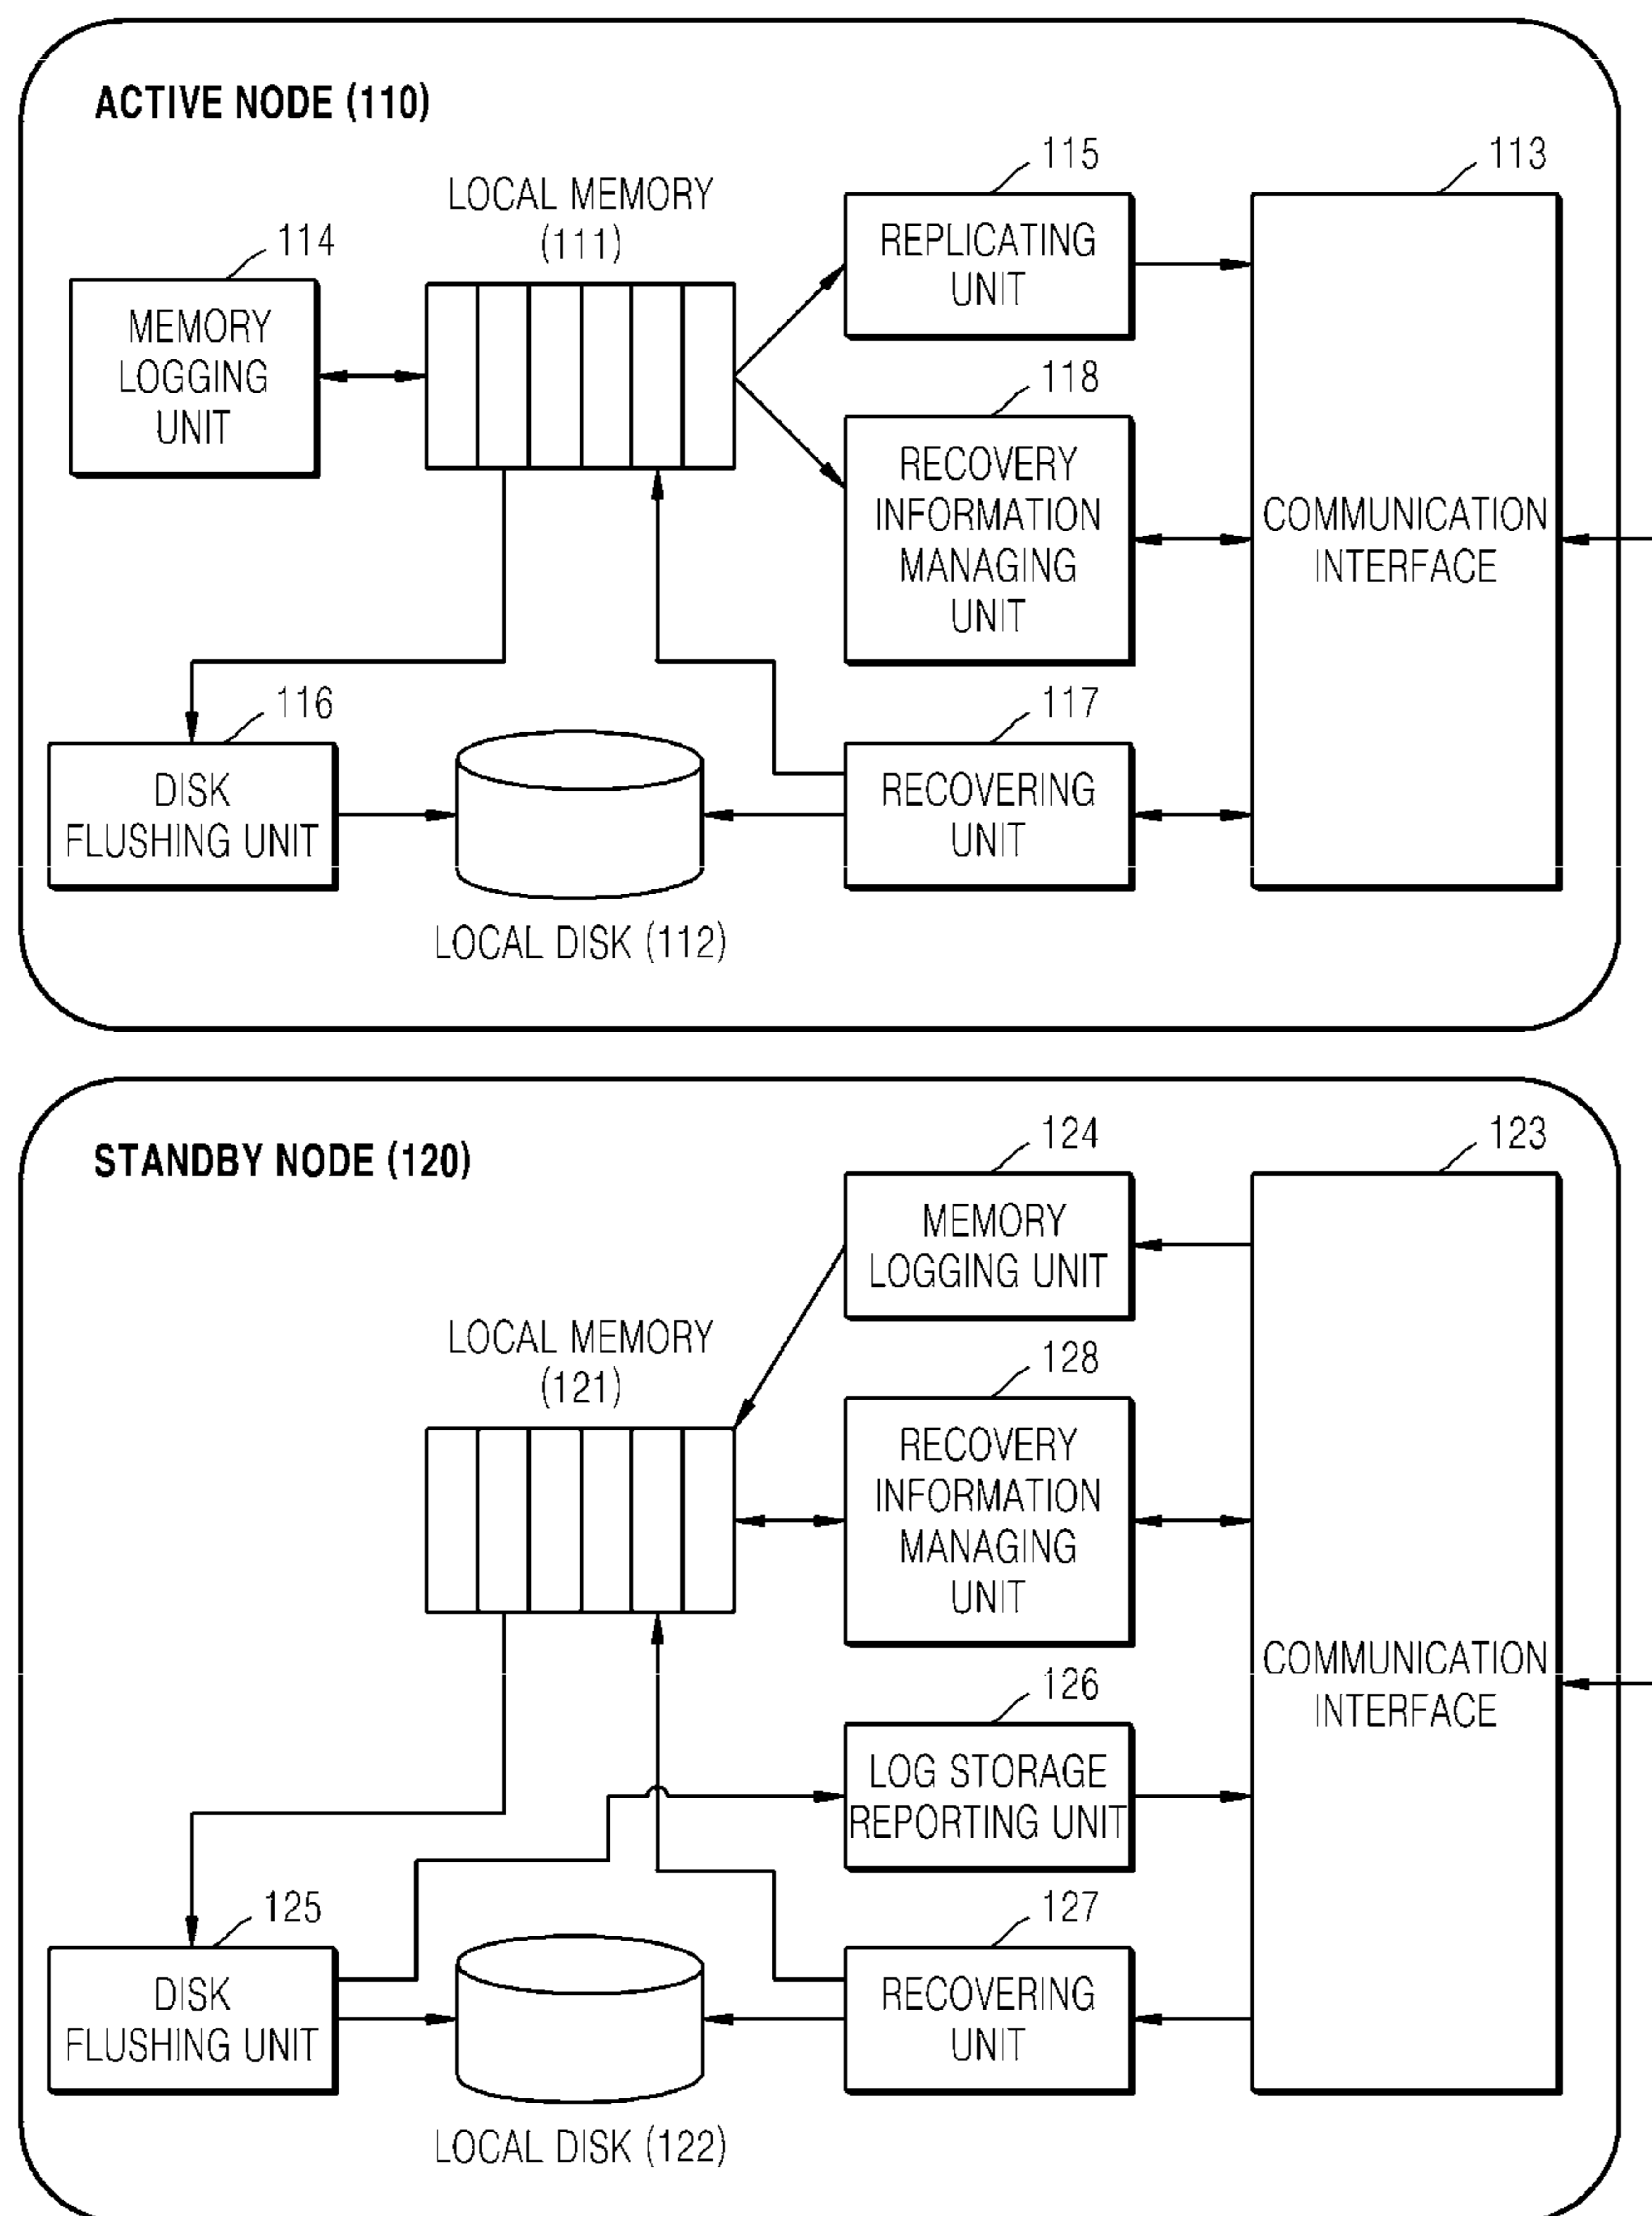 ACTIVE NODE (110)
115
113
LOCAL MEMORY
(111)
114
REPLICATING
UNIT
MEMORY
LOGGING
UNIT
118
RECOVERY
INFORMATION
MANAGING
UNIT
COMMUNICATION
INTERFACE
116
117
DISK
FLUSHING UNIT
RECOVERING
UNIT
LOCAL DISK (112)
STANDBY NODE (120)
124
123
MEMORY
LOGGING UNIT
LOCAL MEMORY
(121)
128
RECOVERY
INFORMATION
MANAGING
UNIT
COMMUNICATION
INTERFACE
126
LOG STORAGE
REPORTING UNIT
125
127
DISK
FLUSHING UNIT
RECOVERING
UNIT
LOCAL DISK (122)